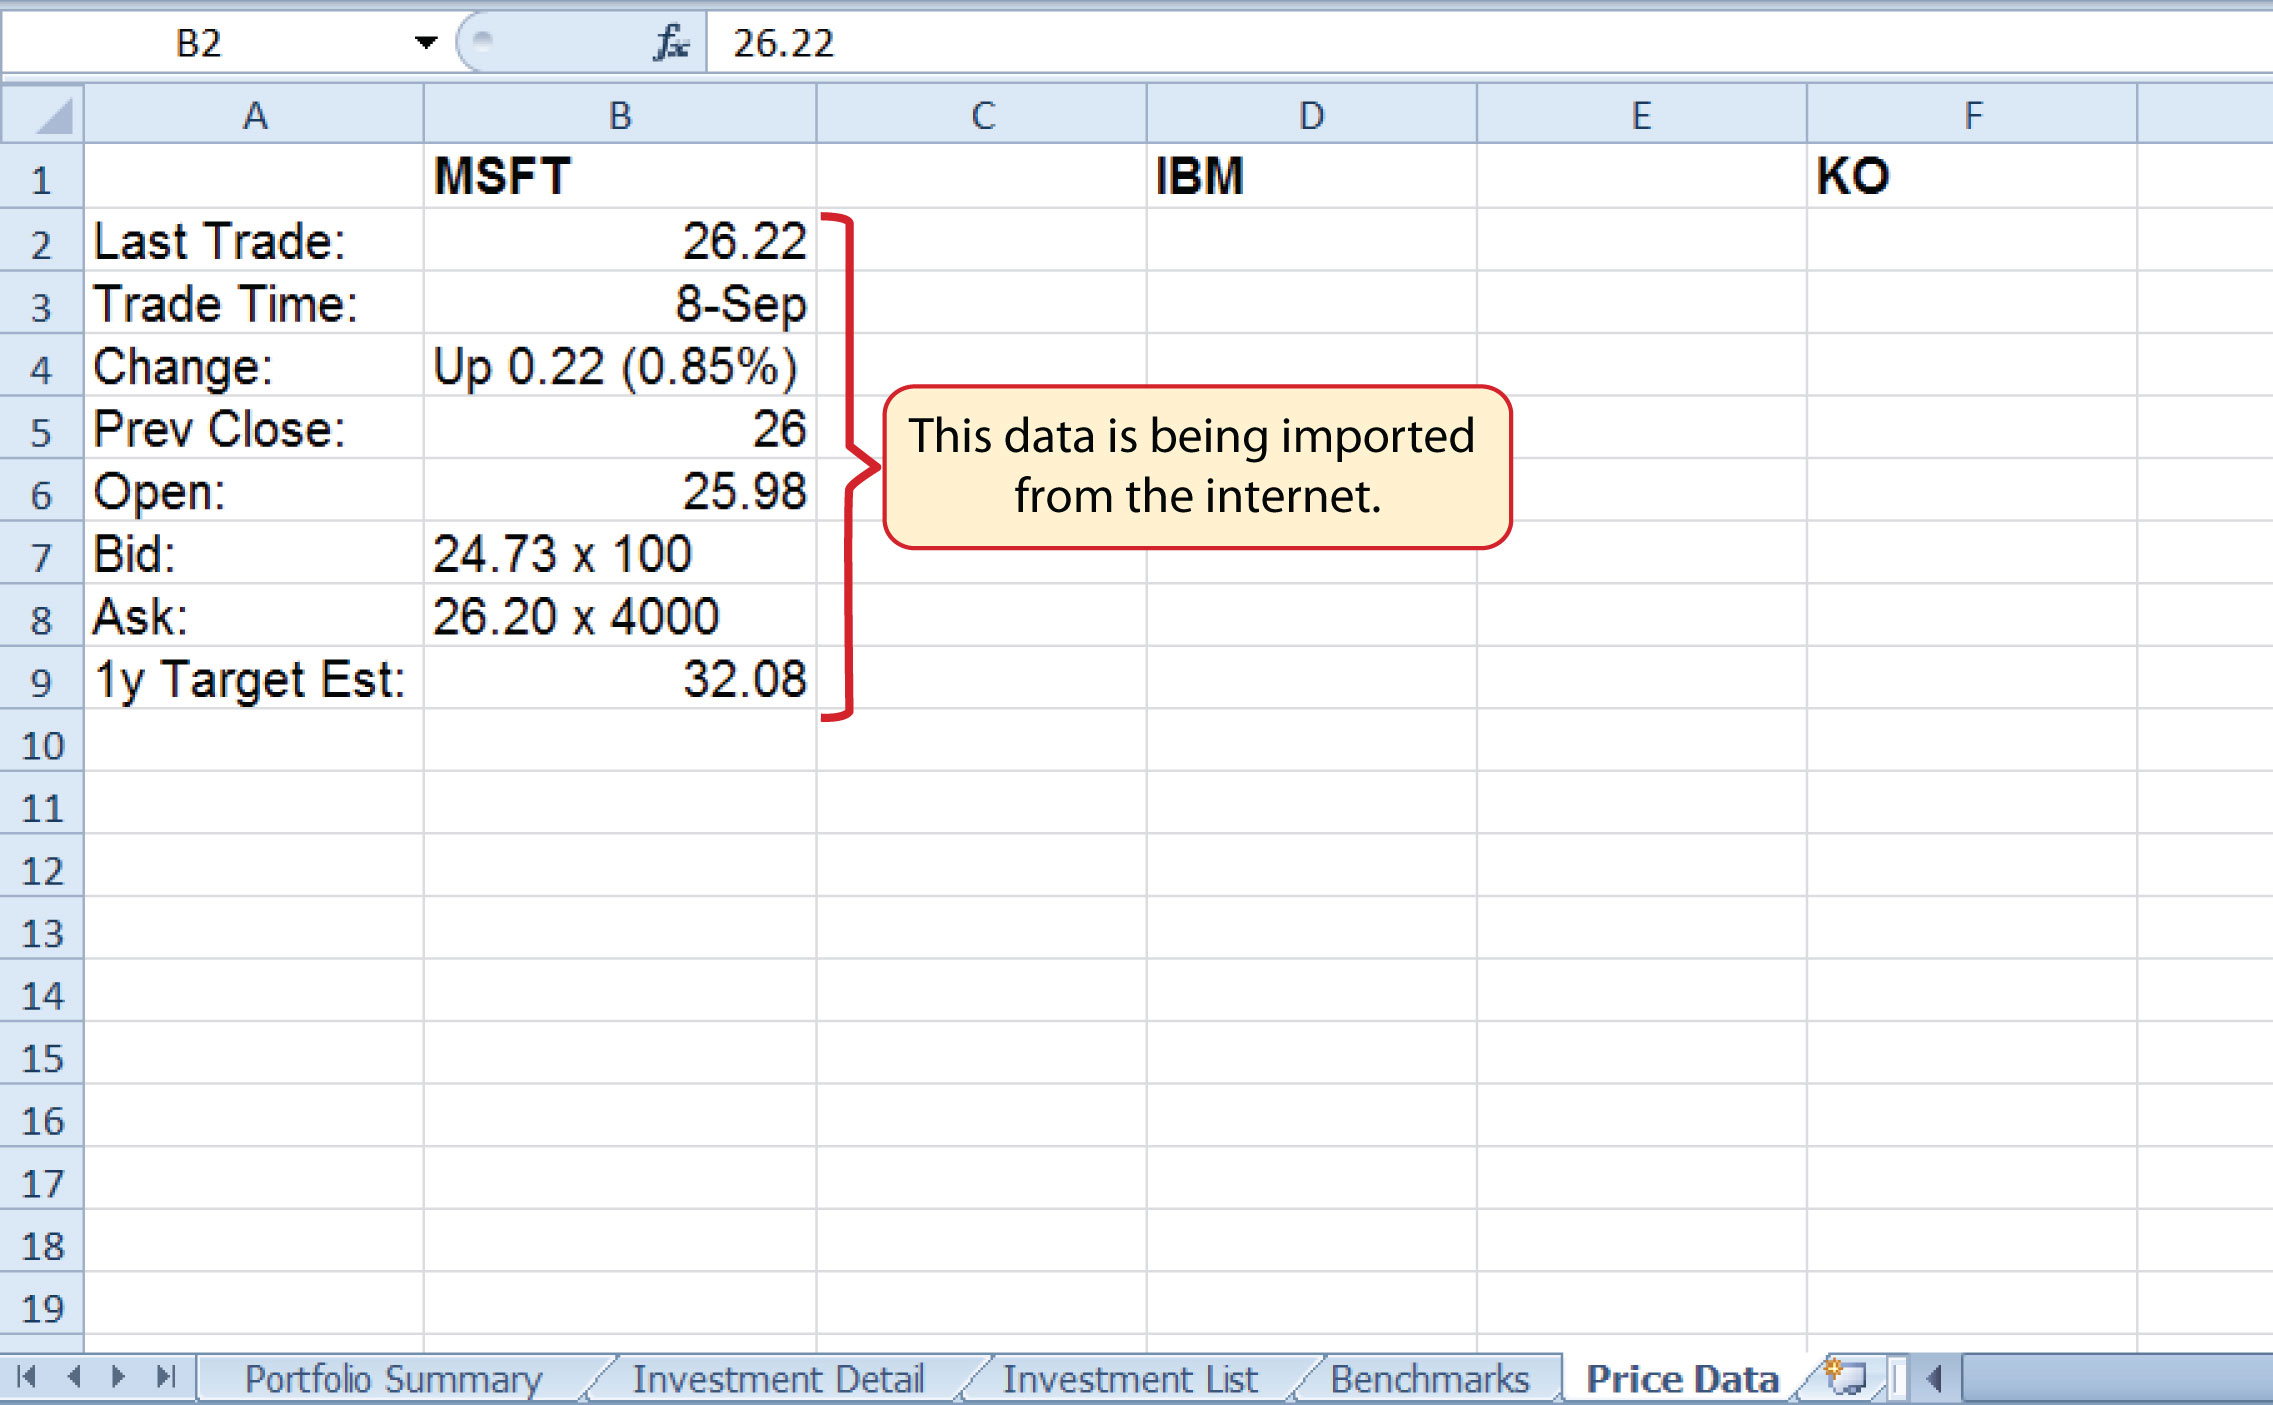 B2 fx 26.22
A B C D E F
1 MSFT IBM KO
2 Last Trade: 26.22
3 Trade Time: 8-Sep
4 Change: Up 0.22 (0.85%)
5 Prev Close: 26
6 Open: 25.98
7 Bid: 24.73 x 100
8 Ask: 26.20 x 4000
9 1y Target Est: 32.08
This data is being imported
from the internet.
10
11
12
13
14
15
16
17
18
19
Portfolio Summary Investment Detail Investment List Benchmarks Price Data